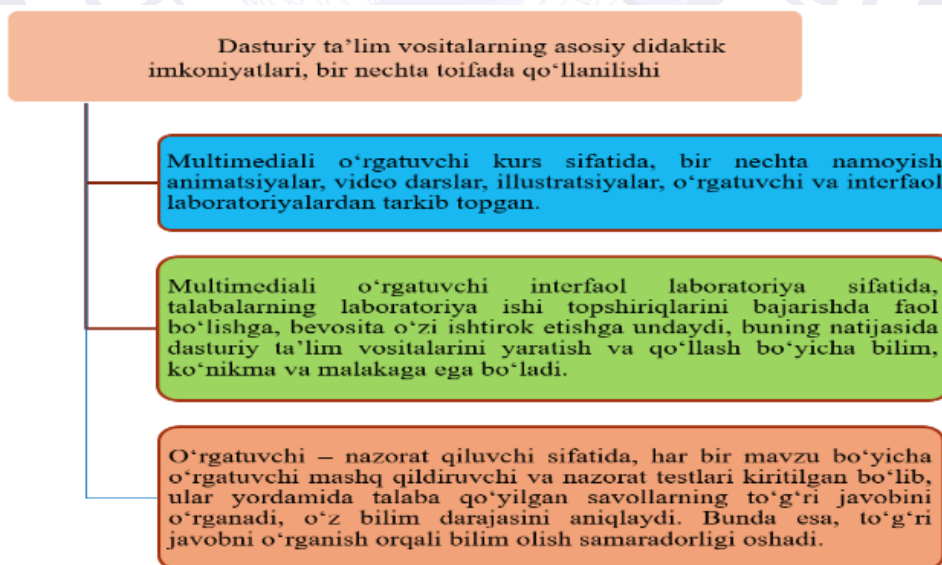 Dasturiy ta’lim vositalarning asosiy didaktik
imkoniyatlari, bir nechta toifada qo‘llanilishi
Multimediali o‘rgatuvchi kurs sifatida, bir nechta namoyish
animatsiyalar, video darslar, illustratsiyalar, o‘rgatuvchi va interfaol
laboratoriyalardan tarkib topgan.
Multimediali o‘rgatuvchi interfaol laboratoriya sifatida,
talabalarning laboratoriya ishi topshiriqlarini bajarishda faol
bo‘lishga, bevosita o‘zi ishtirok etishga undaydi, buning natijasida
dasturiy ta’lim vositalarini yaratish va qo‘llash bo‘yicha bilim,
ko‘nikma va malakaga ega bo‘ladi.
O‘rgatuvchi – nazorat qiluvchi sifatida, har bir mavzu bo‘yicha
o‘rgatuvchi mashq qildiruvchi va nazorat testlari kiritilgan bo‘lib,
ular yordamida talaba qo‘yilgan savollarning to‘g‘ri javobini
o‘rganadi, o‘z bilim darajasini aniqlaydi. Bunda esa, to‘g‘ri
javobni o‘rganish orqali bilim olish samaradorligi oshadi.